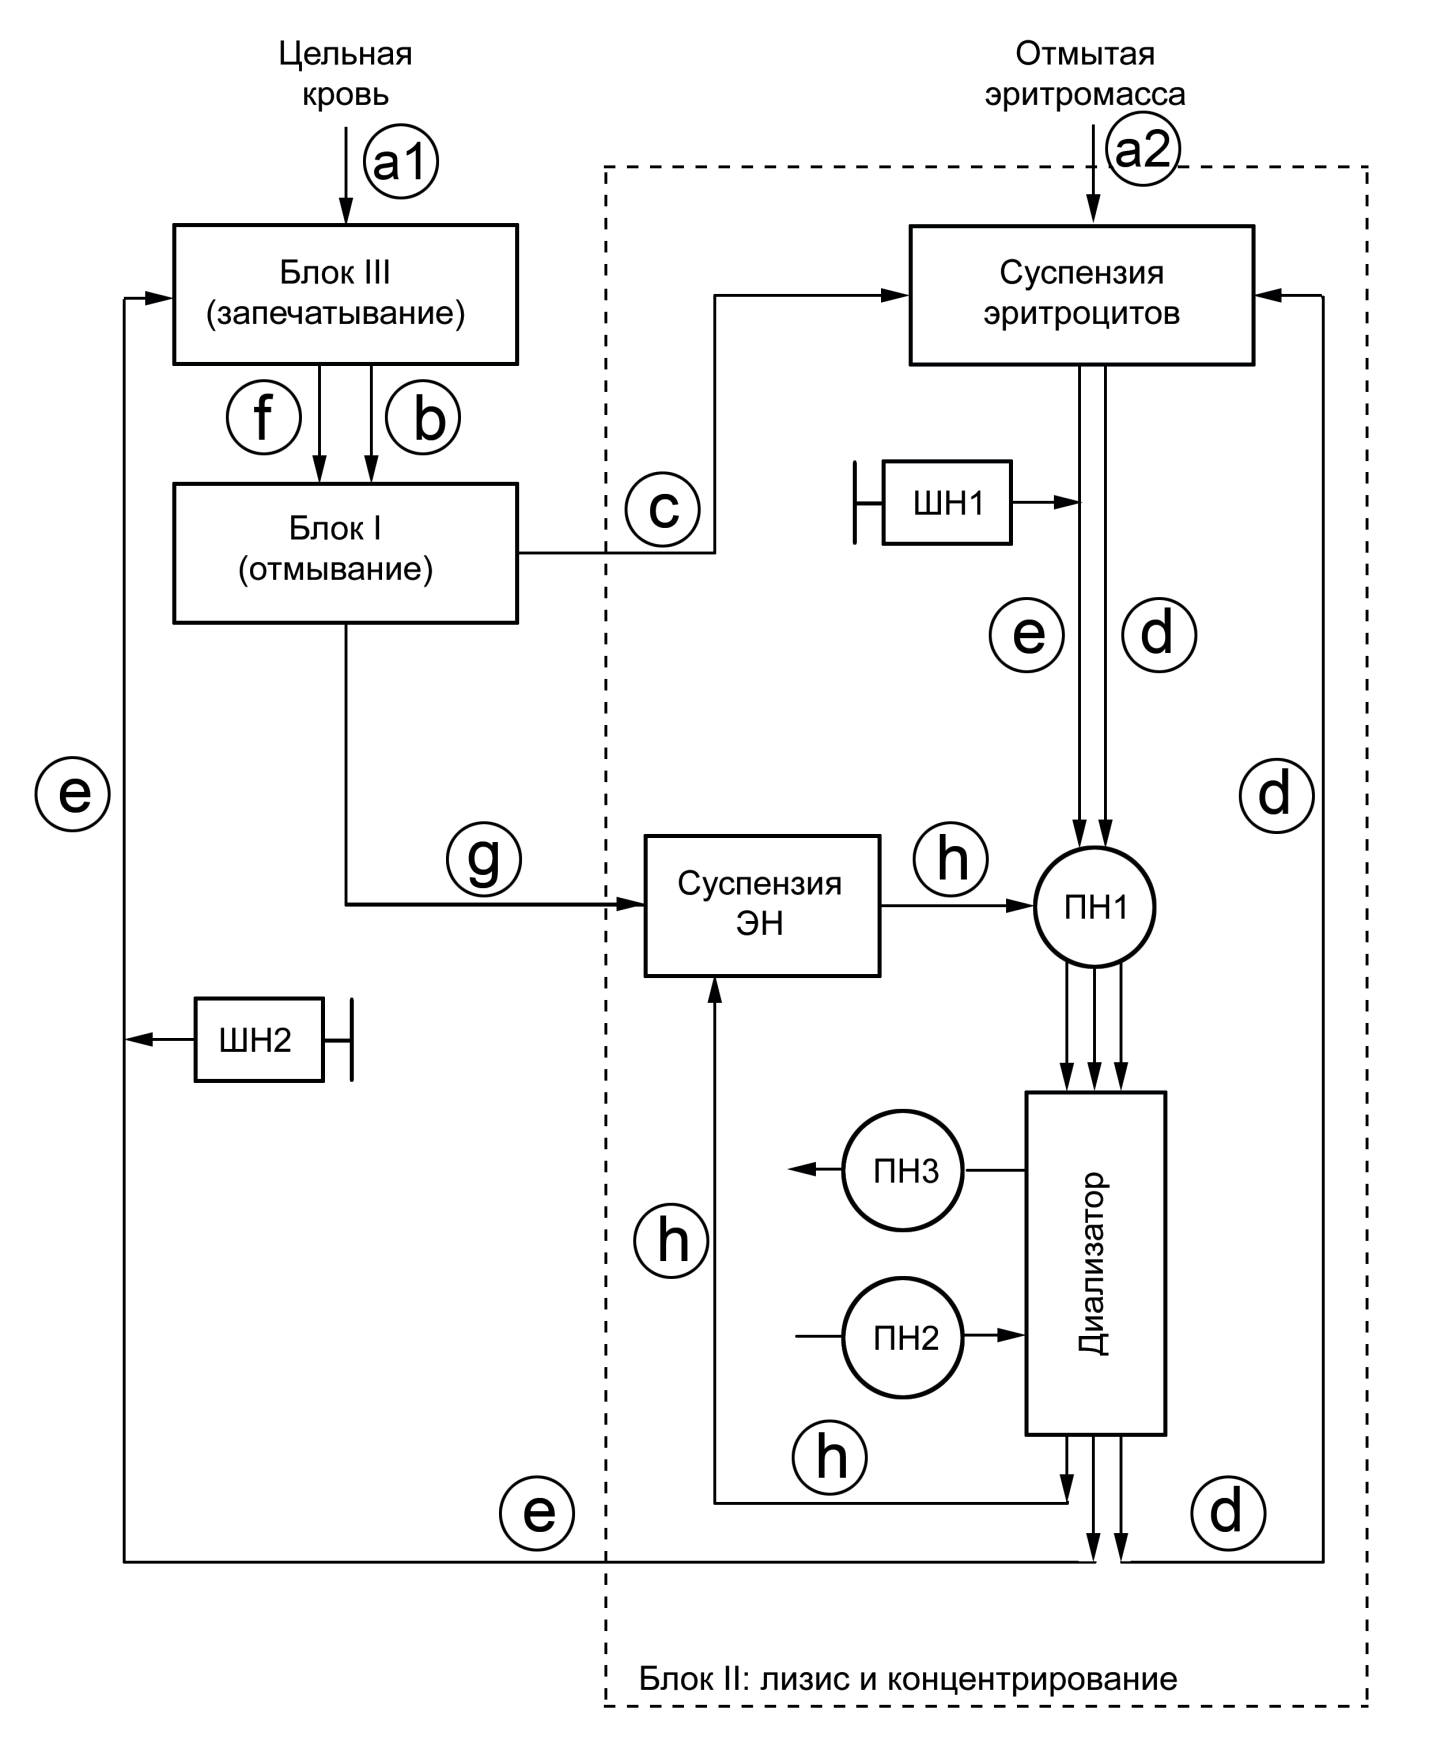 Цельная
кровь
Отмытая
эритромасса
a1
a2
Блок III
(запечатывание)
Суспензия
эритроцитов
f
b
Блок I
(отмывание)
c
ШН1
e
d
e
d
g
Суспензия
ЭН
h
ПН1
ШН2
ПН3
h
Диализатор
ПН2
h
e
d
Блок II: лизис и концентрирование